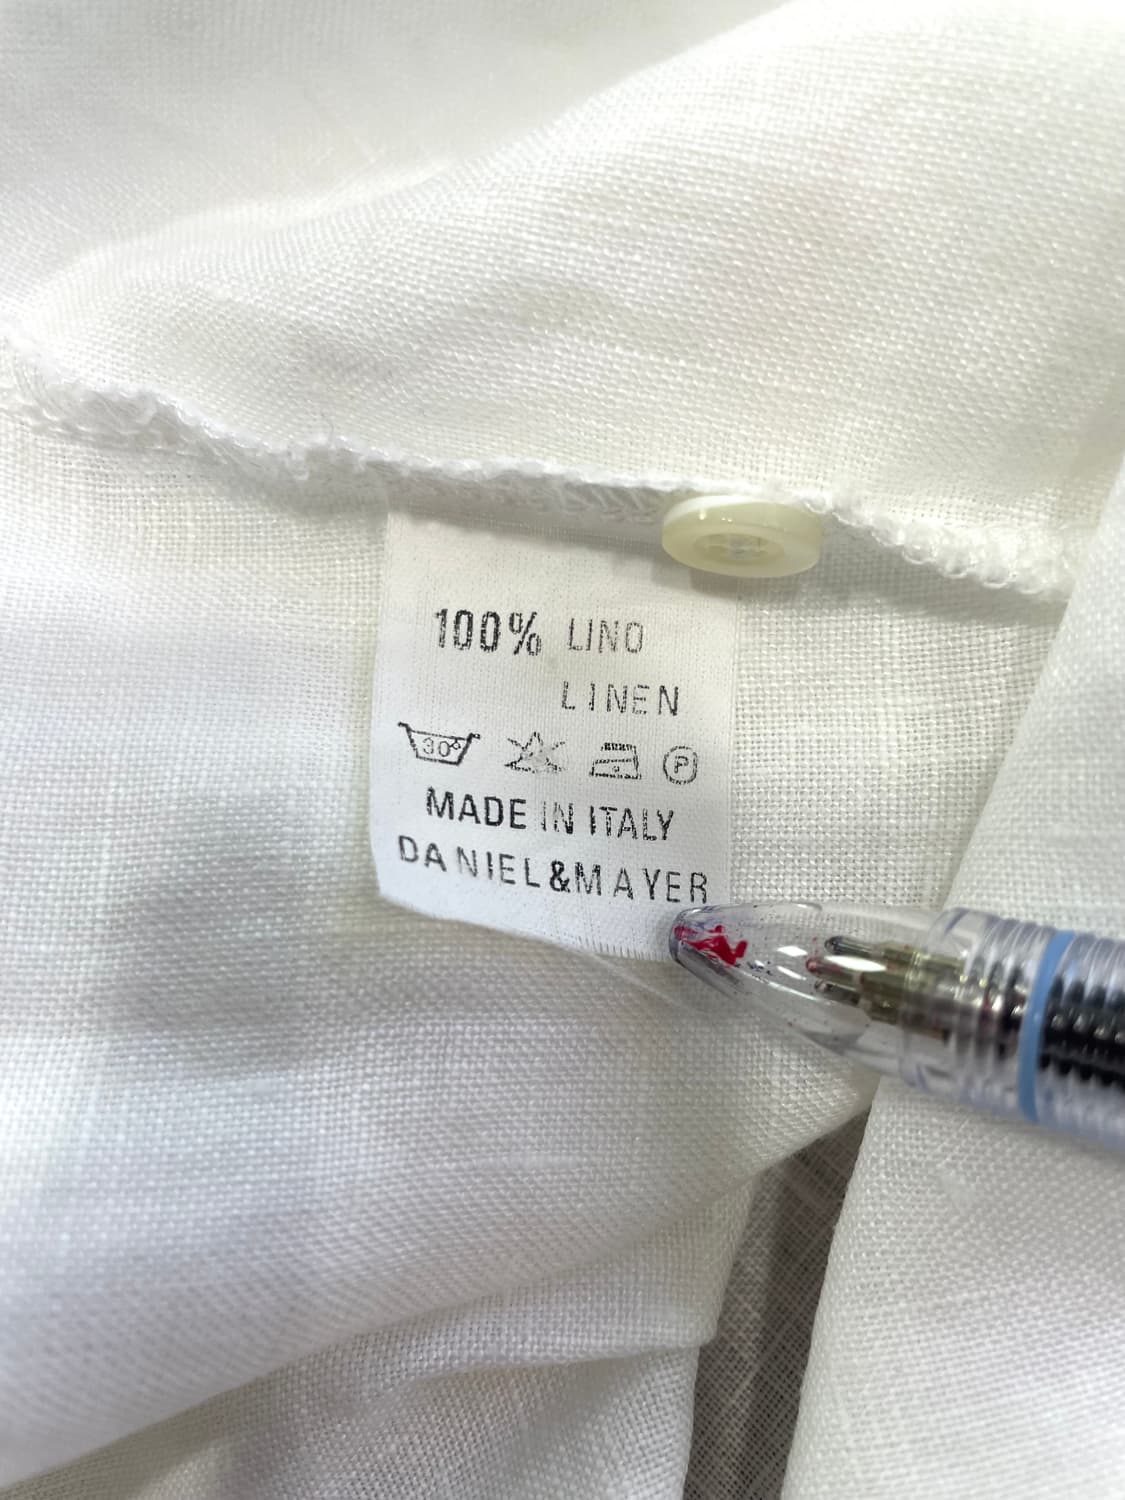 100% LINO
LINEN
30°
P
MADE IN ITALY
DANIEL&MAYER